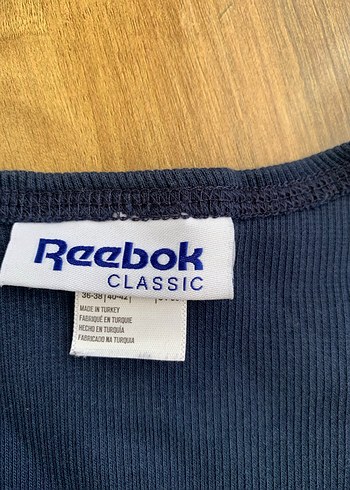 Reebok
CLASSIC
36-38 40-42
MADE IN TURKEY
FABRIQUÉ EN TURQUIE
HECHO EN TURQUÍA
FABRICADO NA TURQUIA